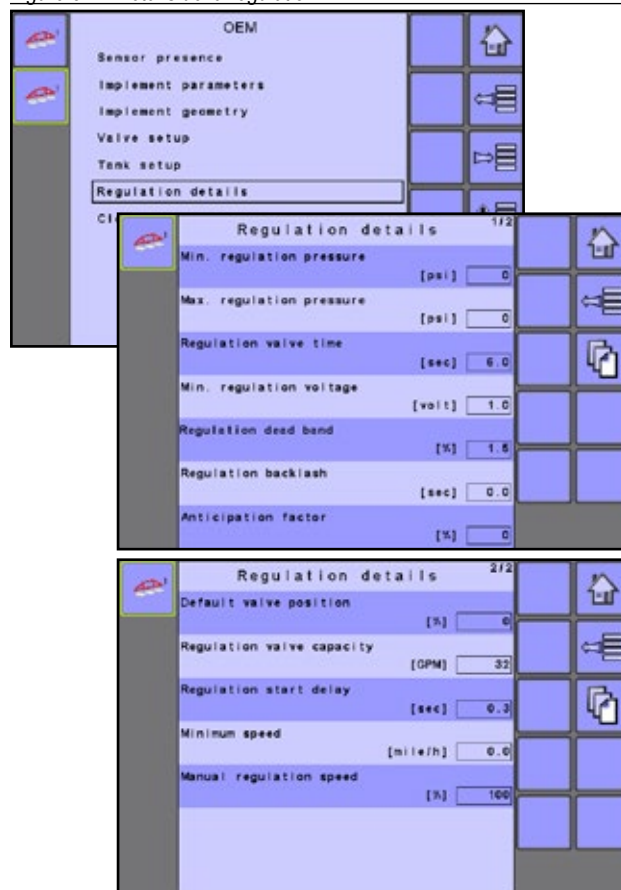 OEM
Sensor presence
Implement parameters
Implement geometry
Valve setup
Tank setup
Regulation details
Regulation details 1/2
Min. regulation pressure
[psi] 0
Max. regulation pressure
[psi] 0
Regulation valve time
[sec] 6.0
Min. regulation voltage
[volt] 1.0
Regulation dead band
[%] 1.5
Regulation backlash
[sec] 0.0
Anticipation factor
[%] 0
Regulation details 2/2
Default valve position
[%] 0
Regulation valve capacity
[GPM] 32
Regulation start delay
[sec] 0.3
Minimum speed
[mile/h] 0.0
Manual regulation speed
[%] 100